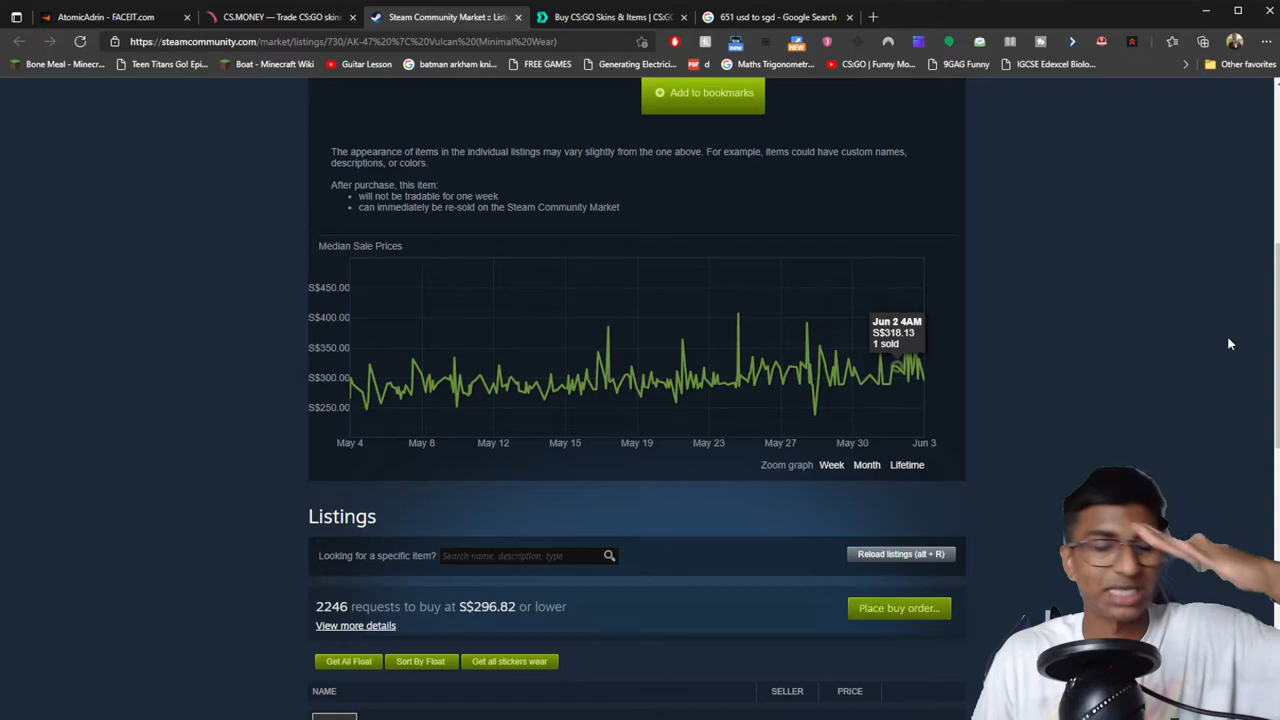 AtomicAdrin - FACEIT.com
CS.MONEY — Trade CS:GO skins
Steam Community Market :: Listi
Buy CS:GO Skins & Items | CS:GO
651 usd to sgd - Google Search
https://steamcommunity.com/market/listings/730/AK-47%20%7C%20Vulcan%20(Minimal%20Wear)
Bone Meal - Minecr...
Teen Titans Go! Epi...
Boat - Minecraft Wiki
Guitar Lesson
batman arkham kni...
FREE GAMES
Generating Electrici...
d
Maths Trigonometr...
CS:GO | Funny Mo...
9GAG Funny
IGCSE Edexcel Biolo...
Other favorites
Add to bookmarks
The appearance of items in the individual listings may vary slightly from the one above. For example, items could have custom names,
descriptions, or colors.
After purchase, this item:
will not be tradable for one week
can immediately be re-sold on the Steam Community Market
Median Sale Prices
S$450.00
S$400.00
S$350.00
S$300.00
S$250.00
Jun 2 4AM
S$318.13
1 sold
May 4 May 8 May 12 May 15 May 19 May 23 May 27 May 30 Jun 3
Zoom graph Week Month Lifetime
Listings
Looking for a specific item? Search name, description, type
Reload listings (alt + R)
2246 requests to buy at S$296.82 or lower
Place buy order...
View more details
Get All Float
Sort By Float
Get all stickers wear
NAME SELLER PRICE